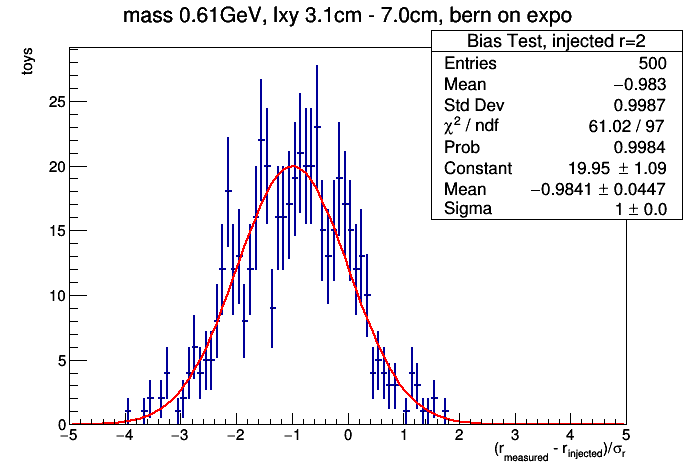 mass 0.61GeV, lxy 3.1cm - 7.0cm, bern on expo
Bias Test, injected r=2
Entries 500
Mean −0.983
Std Dev 0.9987
χ² / ndf 61.02 / 97
Prob 0.9984
Constant 19.95 ± 1.09
Mean −0.9841 ± 0.0447
Sigma 1 ± 0.0
toys
25
20
15
10
5
0
−5 −4 −3 −2 −1 0 1 2 3 4 5
(r_measured - r_injected)/σ_r